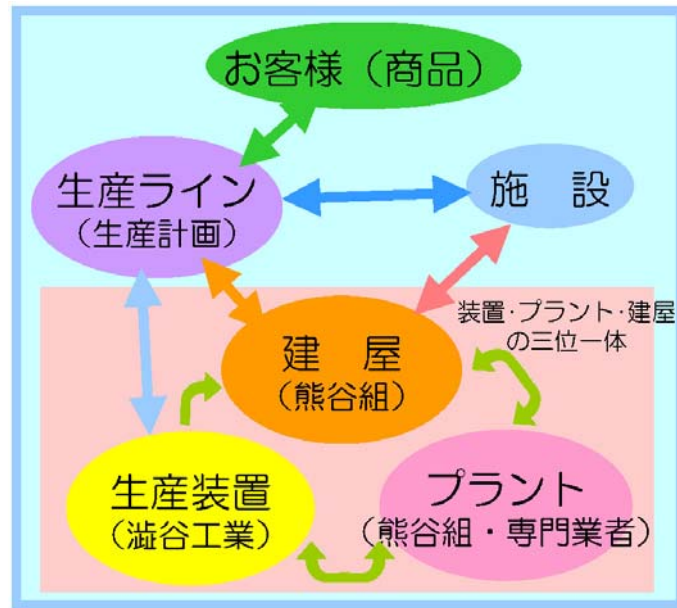 お客様（商品）
生産ライン
（生産計画）
施　設
装置・プラント・建屋
の三位一体
建　屋
（熊谷組）
生産装置
（澁谷工業）
プラント
（熊谷組・専門業者）